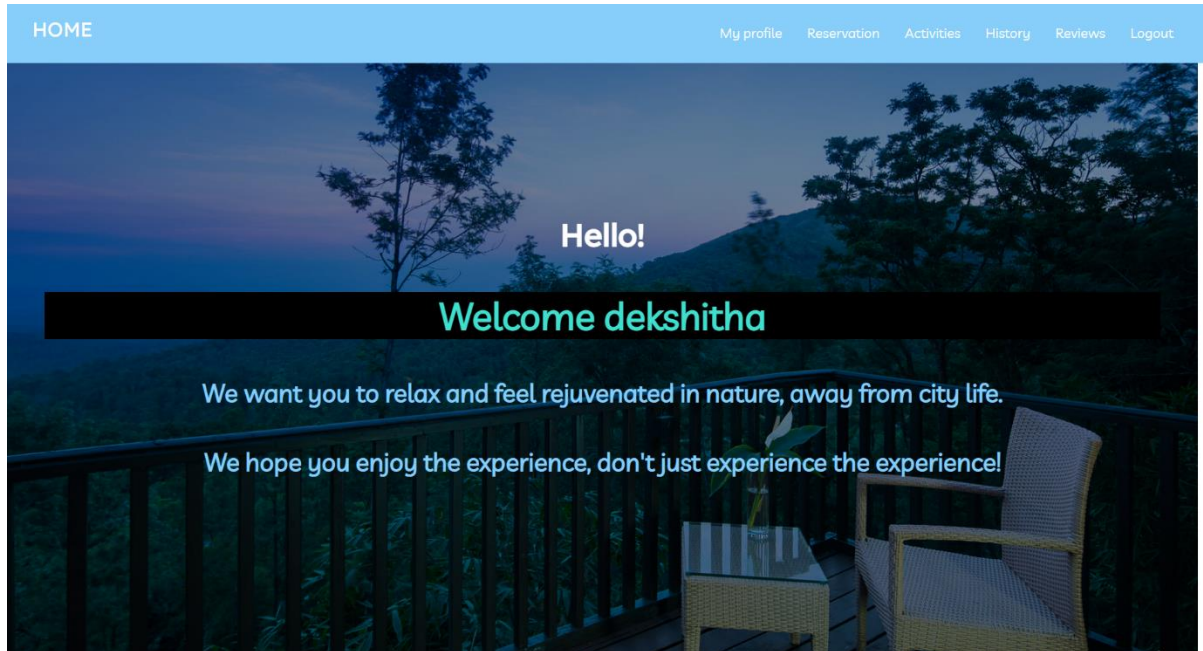 HOME
My profile Reservation Activities History Reviews Logout
Hello!
Welcome dekshitha
We want you to relax and feel rejuvenated in nature, away from city life.
We hope you enjoy the experience, don't just experience the experience!